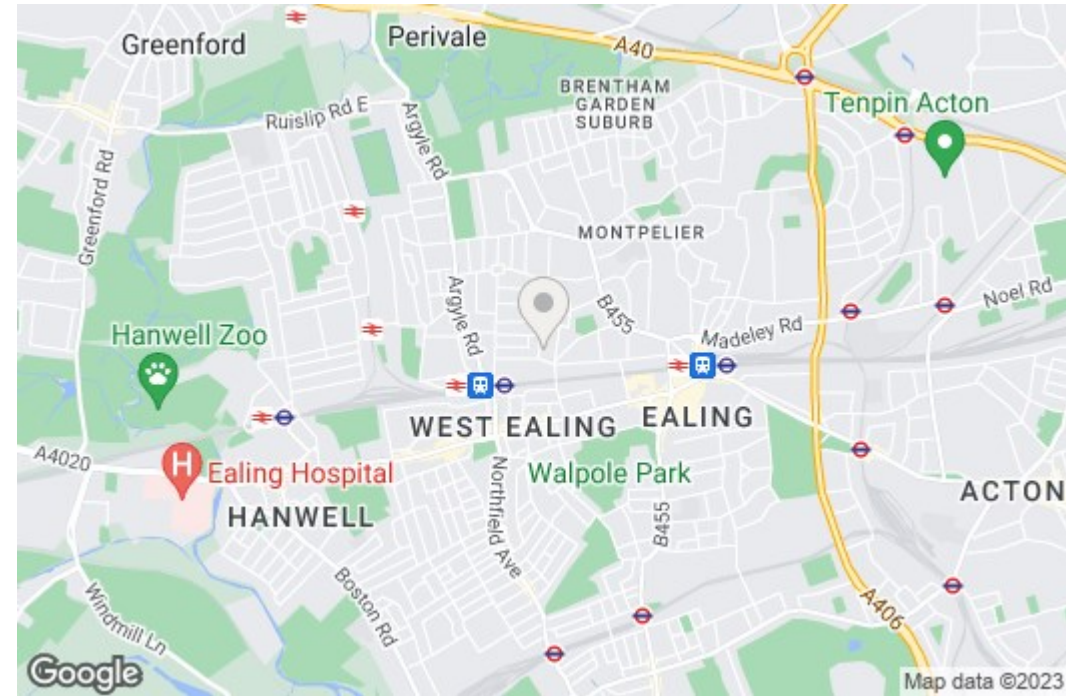 Greenford
Perivale
A40
BRENTHAM
GARDEN
SUBURB
Tenpin Acton
Ruislip Rd E
Argyle Rd
Greenford Rd
MONTPELIER
Argyle Rd
B455
Noel Rd
Madeley Rd
Hanwell Zoo
WEST EALING
EALING
A4020
H
Ealing Hospital
Walpole Park
ACTON
HANWELL
Northfield Ave
B455
Boston Rd
Windmill Ln
A406
Google
Map data ©2023